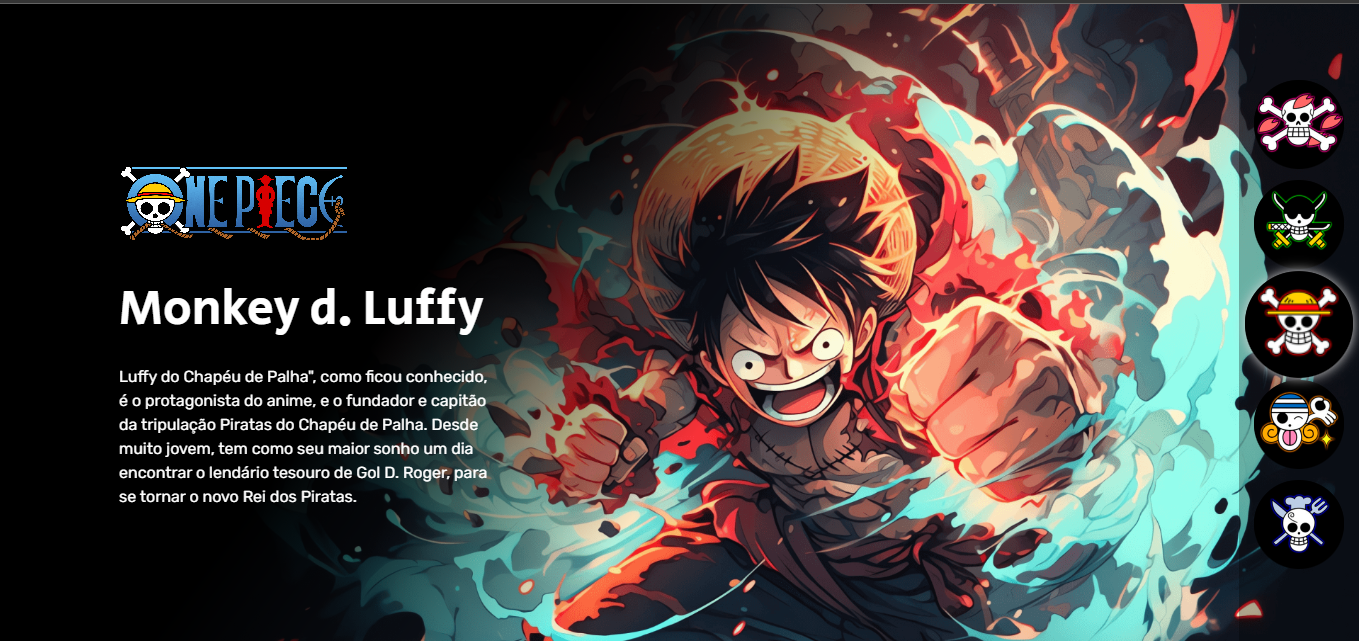 ONE PIECE
Monkey d. Luffy
Luffy do Chapéu de Palha", como ficou conhecido,
é o protagonista do anime, e o fundador e capitão
da tripulação Piratas do Chapéu de Palha. Desde
muito jovem, tem como seu maior sonho um dia
encontrar o lendário tesouro de Gol D. Roger, para
se tornar o novo Rei dos Piratas.